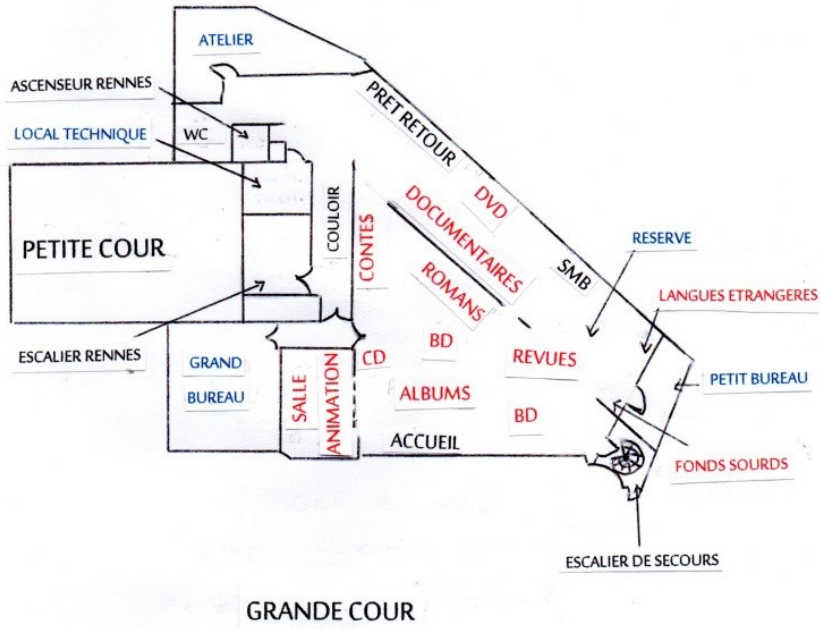 ATELIER
ASCENSEUR RENNES
PRET RETOUR
LOCAL TECHNIQUE
WC
DVD
COULOIR
CONTES
DOCUMENTAIRES
PETITE COUR
RESERVE
ROMANS
SMB
LANGUES ETRANGERES
ESCALIER RENNES
GRAND
BUREAU
SALLE
ANIMATION
CD
BD
REVUES
PETIT BUREAU
ALBUMS
BD
ACCUEIL
FONDS SOURDS
ESCALIER DE SECOURS
GRANDE COUR